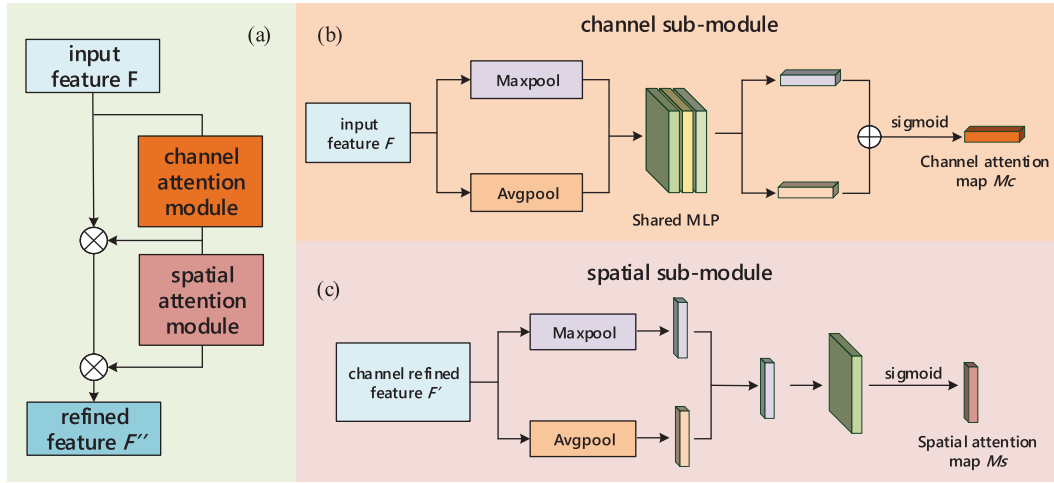 (a)
input
feature F
channel
attention
module
spatial
attention
module
refined
feature F′′
(b)
channel sub-module
input
feature F
Maxpool
Avgpool
Shared MLP
sigmoid
Channel attention
map Mc
(c)
spatial sub-module
channel refined
feature F′
Maxpool
Avgpool
sigmoid
Spatial attention
map Ms